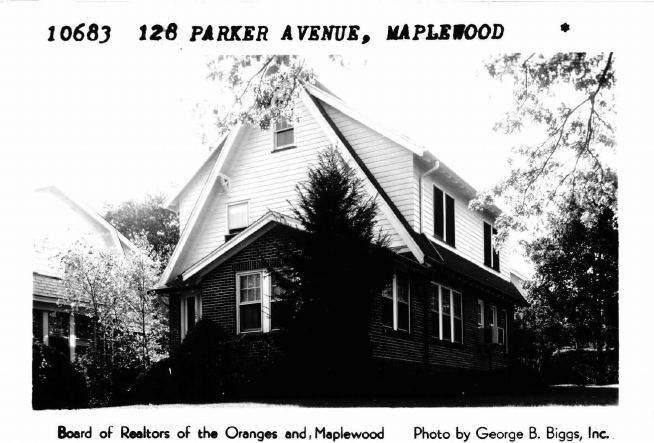 10683 128 PARKER AVENUE, MAPLEWOOD *
Board of Realtors of the Oranges and, Maplewood Photo by George B. Biggs, Inc.